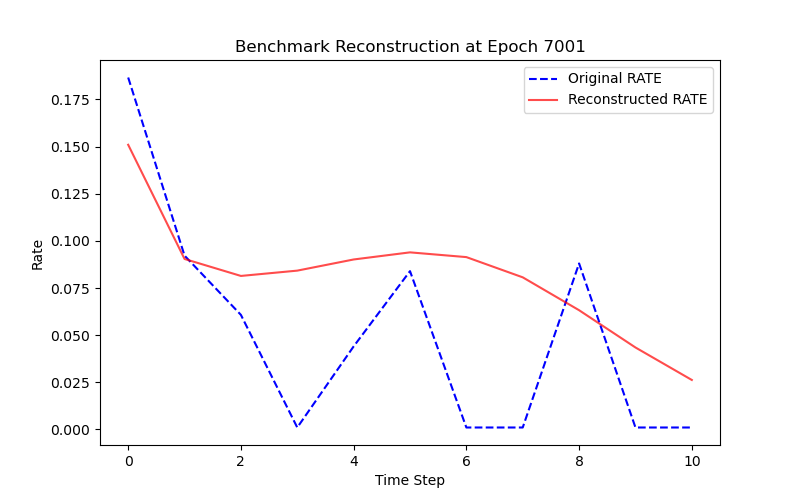 Benchmark Reconstruction at Epoch 7001
Original RATE
Reconstructed RATE
0.175
0.150
0.125
0.100
0.075
0.050
0.025
0.000
Rate
0 2 4 6 8 10
Time Step